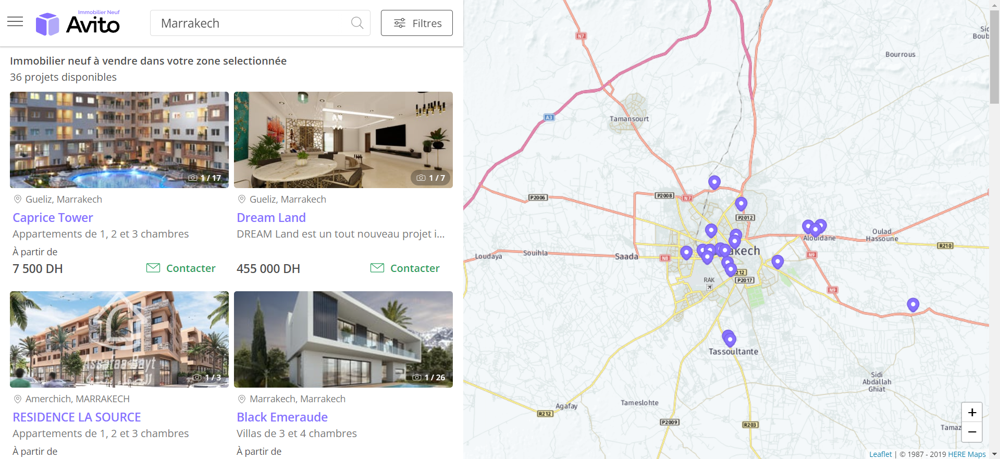 Immobilier Neuf
Avito
Marrakech
Filtres
Immobilier neuf à vendre dans votre zone selectionnée
36 projets disponibles
1 / 17
1 / 7
Gueliz, Marrakech
Gueliz, Marrakech
Caprice Tower
Dream Land
Appartements de 1, 2 et 3 chambres
DREAM Land est un tout nouveau projet i...
À partir de
7 500 DH
Contacter
455 000 DH
Contacter
Assafaa Bayt
1 / 3
1 / 26
Amerchich, MARRAKECH
Marrakech, Marrakech
RESIDENCE LA SOURCE
Black Emeraude
Appartements de 1, 2 et 3 chambres
Villas de 3 et 4 chambres
À partir de
À partir de
N7
Bourrous
Tamansourt
A3
P2006
P2008
N7
P2012
Oulad
Hassoune
Alouidane
R210
Loudaya
Souihla
Saada
N8
akech
N9
212
RAK
P2017
N9
Tassoultante
Sidi
Abdallah
Ghiat
Agafay
Tameslohte
R212
P2009
R203
Tamaz
+
−
Leaflet | © 1987 - 2019 HERE Maps